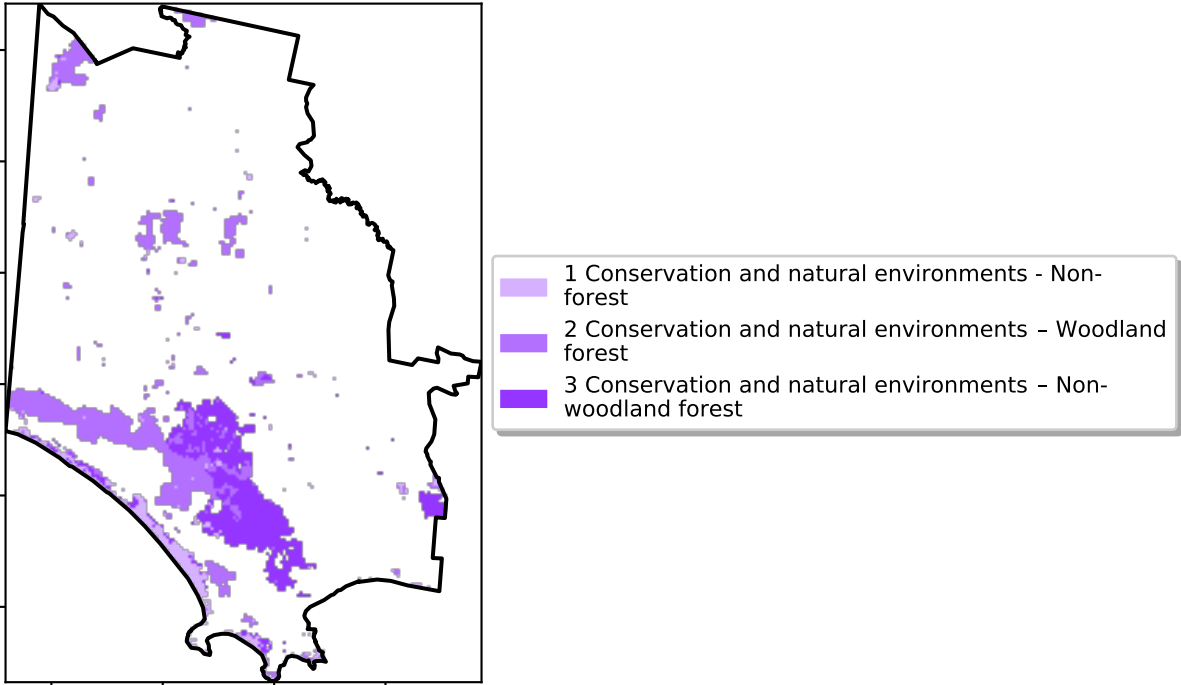 1 Conservation and natural environments - Non-
forest
2 Conservation and natural environments – Woodland
forest
3 Conservation and natural environments – Non-
woodland forest